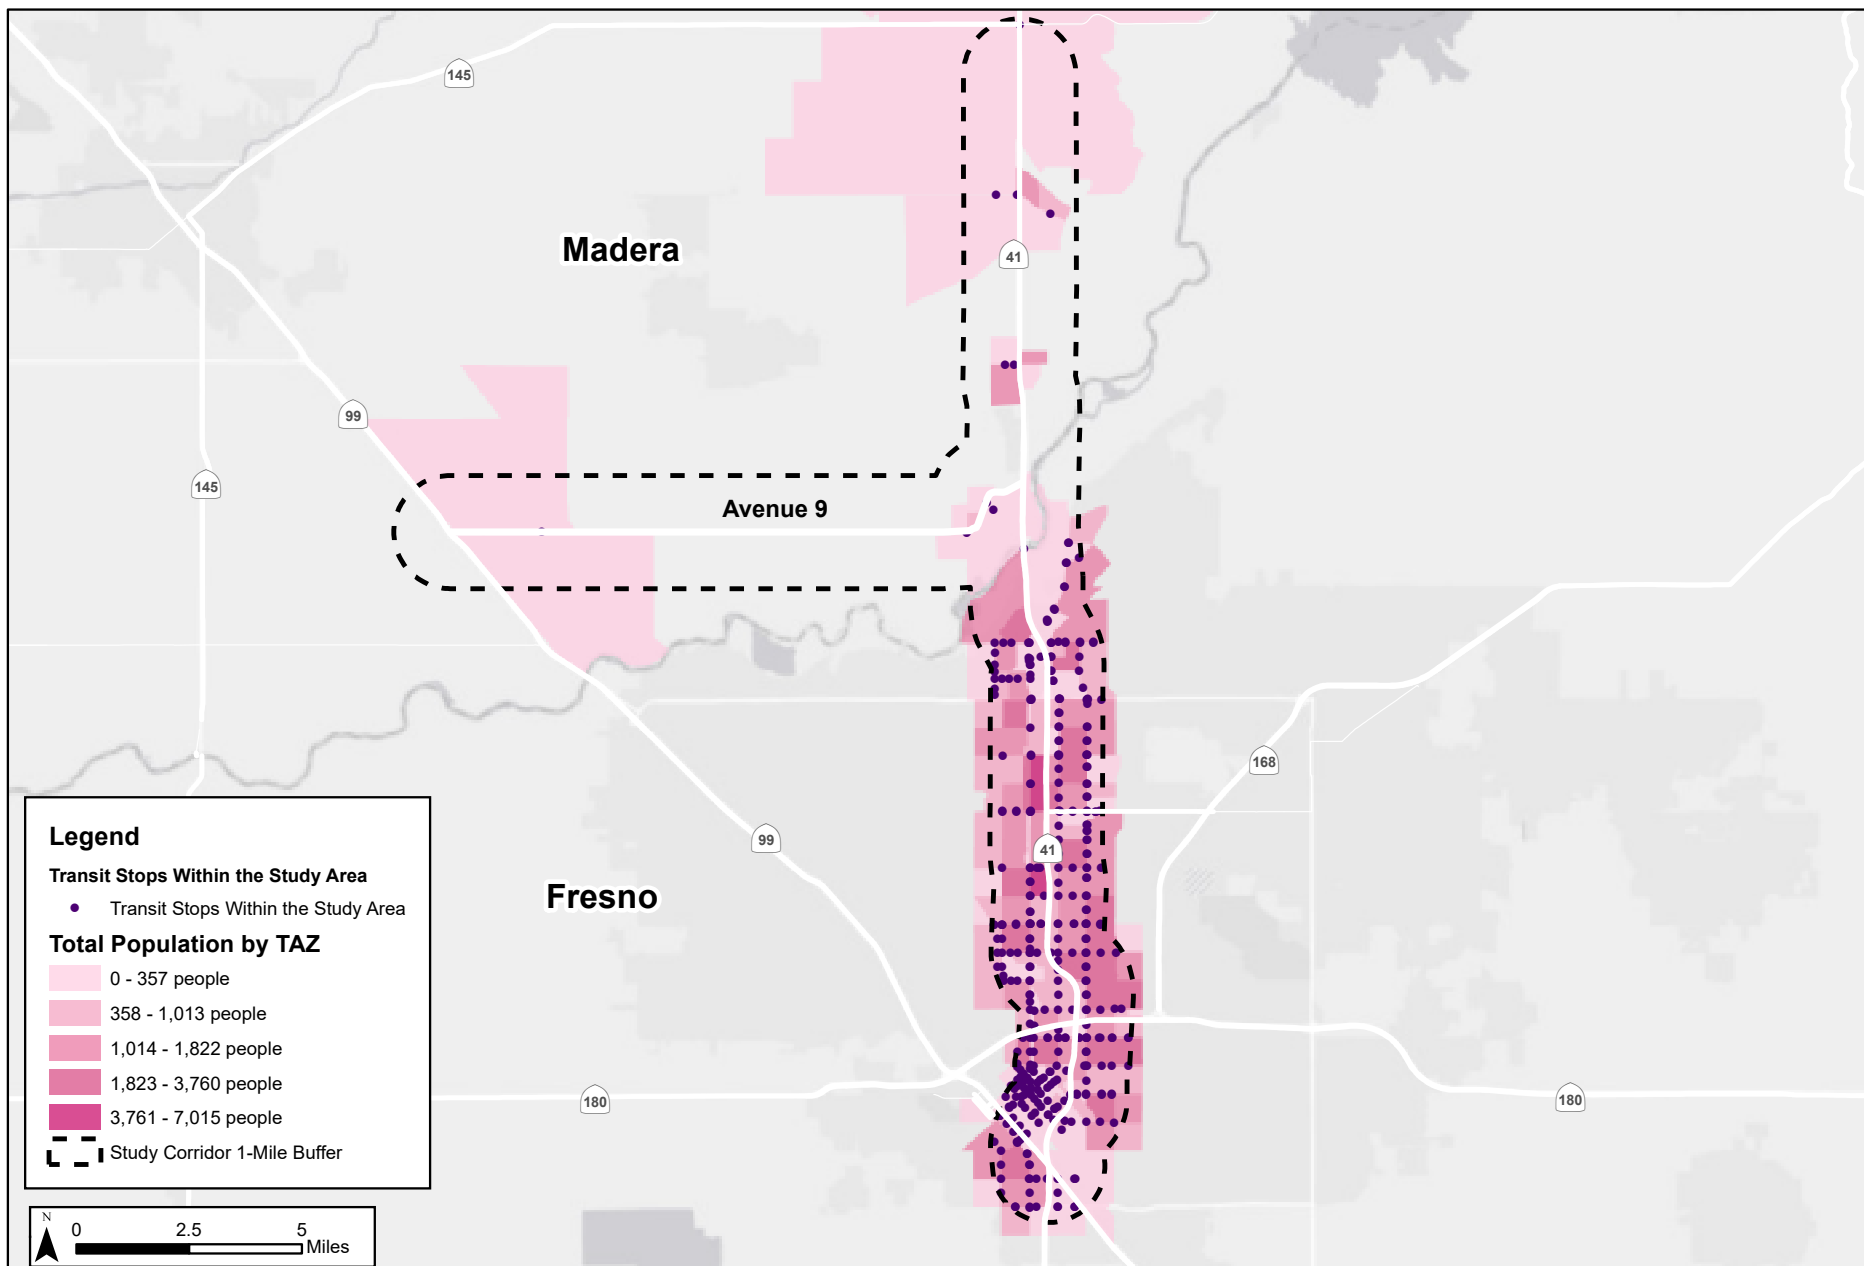 145
Madera
41
99
145
Avenue 9
168
99
41
Fresno
180
180
Legend
Transit Stops Within the Study Area
Transit Stops Within the Study Area
Total Population by TAZ
0 - 357 people
358 - 1,013 people
1,014 - 1,822 people
1,823 - 3,760 people
3,761 - 7,015 people
Study Corridor 1-Mile Buffer
N
0 2.5 5
Miles